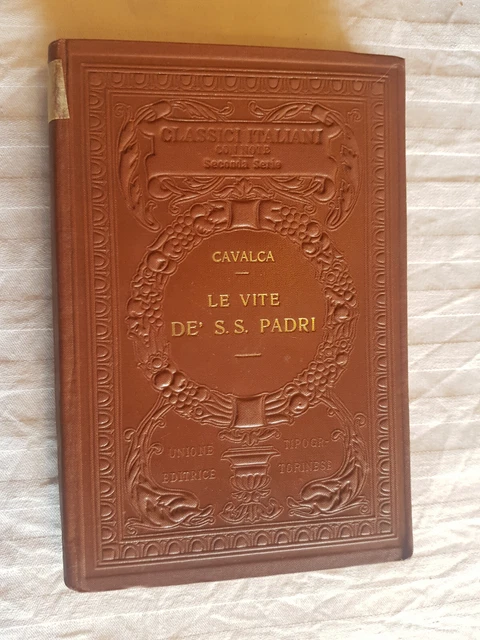 CLASSICI ITALIANI
CON NOTE
Seconda Serie
CAVALCA
LE VITE
DE' S. S. PADRI
UNIONE TIPOGR-
EDITRICE TORINESE